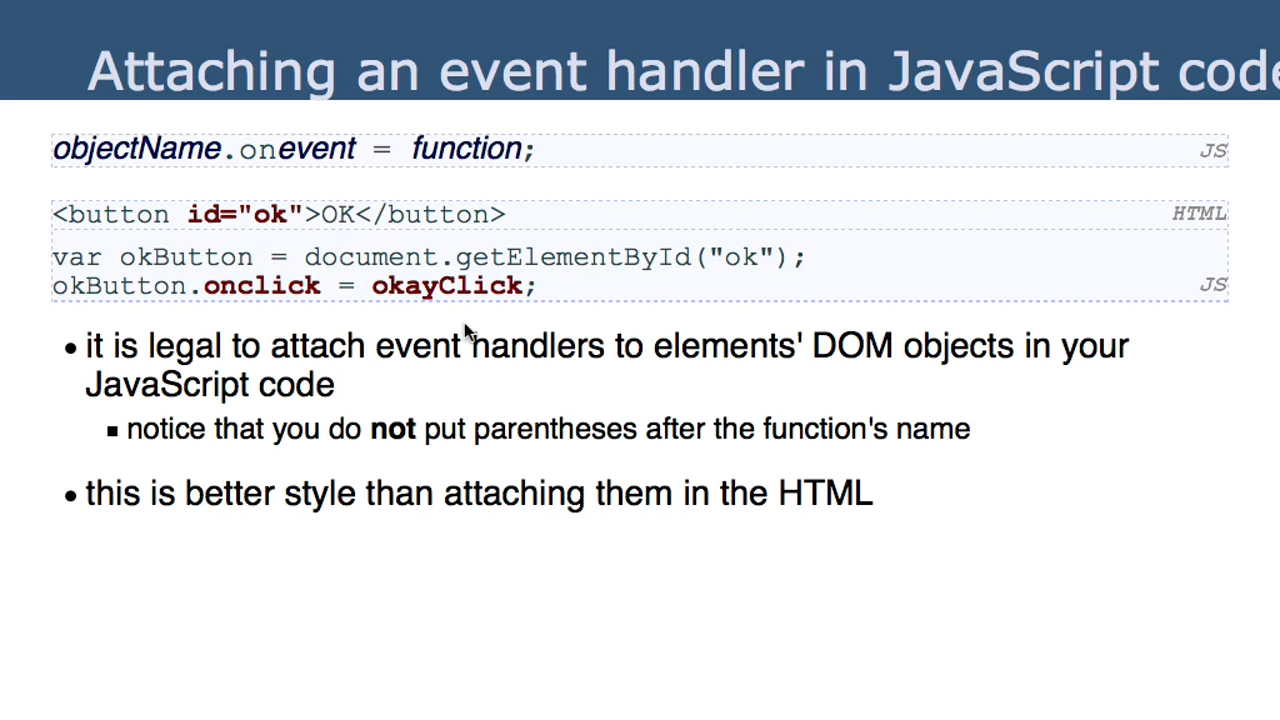 Attaching an event handler in JavaScript code
objectName.onevent = function; JS
<button id="ok">OK</button> HTML
var okButton = document.getElementById("ok");
okButton.onclick = okayClick; JS
• it is legal to attach event handlers to elements' DOM objects in your
JavaScript code
▪ notice that you do not put parentheses after the function's name
• this is better style than attaching them in the HTML